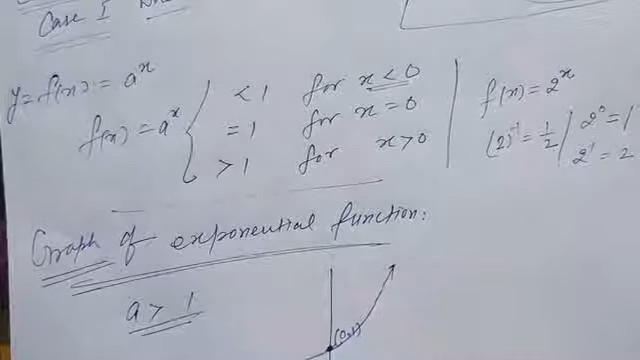 Case I
y = f(x) = a^x
f(x) = a^x { < 1 for x < 0
= 1 for x = 0
> 1 for x > 0
f(x) = 2^x
(2)^-1 = 1/2 | 2^0 = 1
2^1 = 2
Graph of exponential function:
a > 1
(0,1)